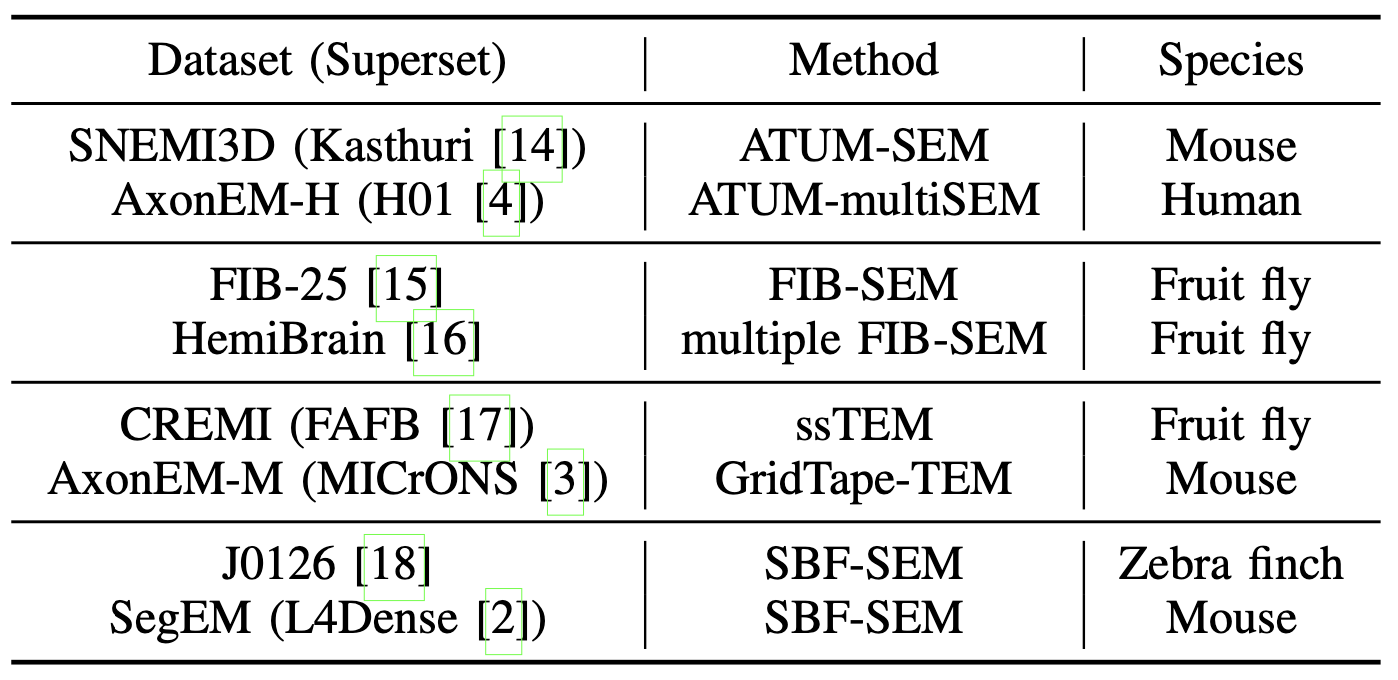 Dataset (Superset) Method Species
SNEMI3D (Kasthuri [14]) ATUM-SEM Mouse
AxonEM-H (H01 [4]) ATUM-multiSEM Human
FIB-25 [15] FIB-SEM Fruit fly
HemiBrain [16] multiple FIB-SEM Fruit fly
CREMI (FAFB [17]) ssTEM Fruit fly
AxonEM-M (MICrONS [3]) GridTape-TEM Mouse
J0126 [18] SBF-SEM Zebra finch
SegEM (L4Dense [2]) SBF-SEM Mouse